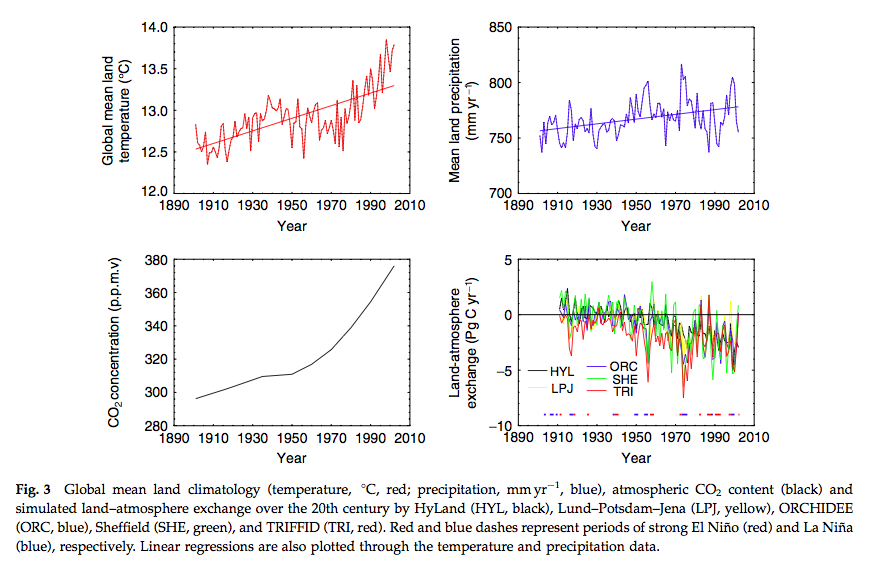 Global mean land
temperature (°C)
14.0
13.5
13.0
12.5
12.0
1890 1910 1930 1950 1970 1990 2010
Year
Mean land precipitation
(mm yr⁻¹)
850
800
750
700
1890 1910 1930 1950 1970 1990 2010
Year
CO₂ concentration (p.p.m.v)
380
360
340
320
300
280
1890 1910 1930 1950 1970 1990 2010
Year
Land-atmosphere
exchange (Pg C yr⁻¹)
5
0
−5
−10
HYL
LPJ
ORC
SHE
TRI
1890 1910 1930 1950 1970 1990 2010
Year
Fig. 3 Global mean land climatology (temperature, °C, red; precipitation, mm yr⁻¹, blue), atmospheric CO₂ content (black) and
simulated land–atmosphere exchange over the 20th century by HyLand (HYL, black), Lund–Potsdam–Jena (LPJ, yellow), ORCHIDEE
(ORC, blue), Sheffield (SHE, green), and TRIFFID (TRI, red). Red and blue dashes represent periods of strong El Niño (red) and La Niña
(blue), respectively. Linear regressions are also plotted through the temperature and precipitation data.